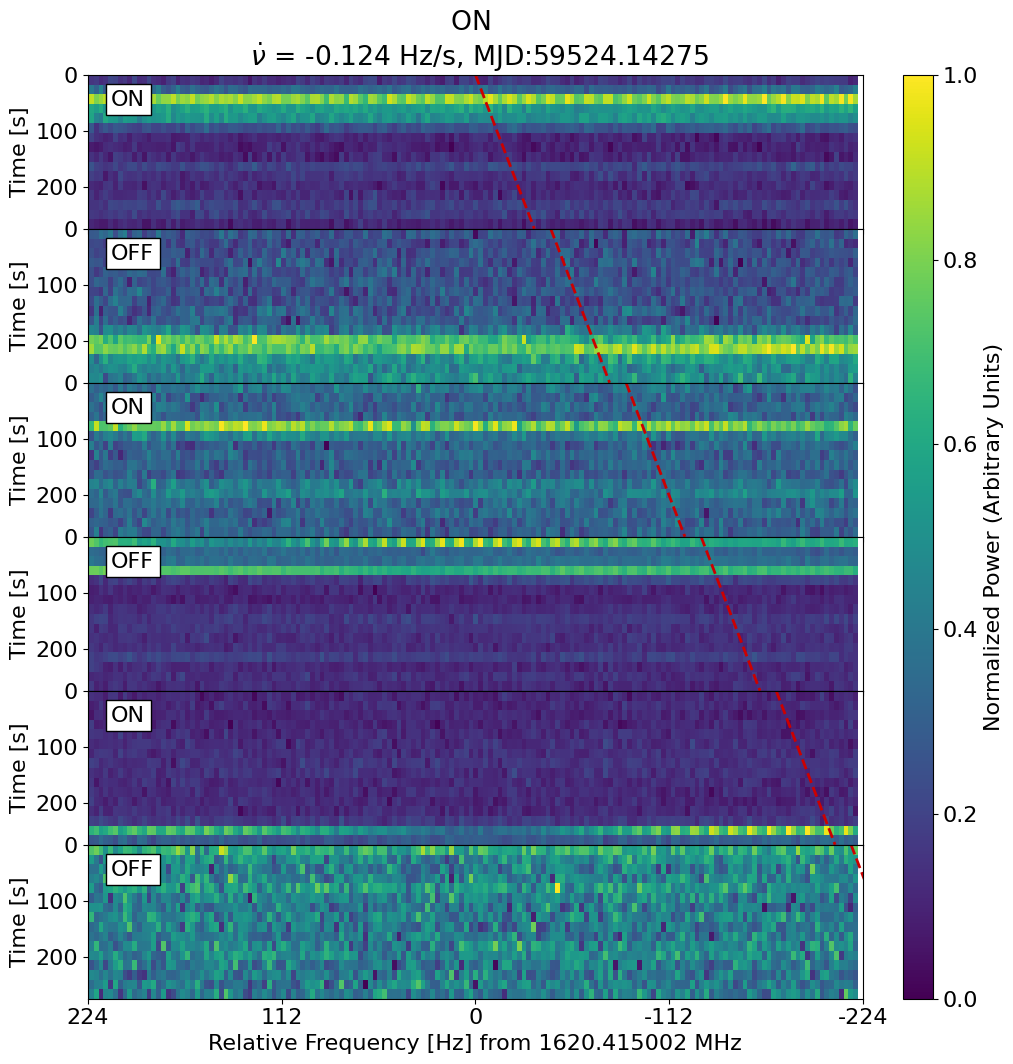 ON
ν̇ = -0.124 Hz/s, MJD:59524.14275
0
100
200
Time [s]
ON
0
100
200
Time [s]
OFF
0
100
200
Time [s]
ON
0
100
200
Time [s]
OFF
0
100
200
Time [s]
ON
0
100
200
Time [s]
OFF
224 112 0 -112 -224
Relative Frequency [Hz] from 1620.415002 MHz
1.0
0.8
0.6
0.4
0.2
0.0
Normalized Power (Arbitrary Units)